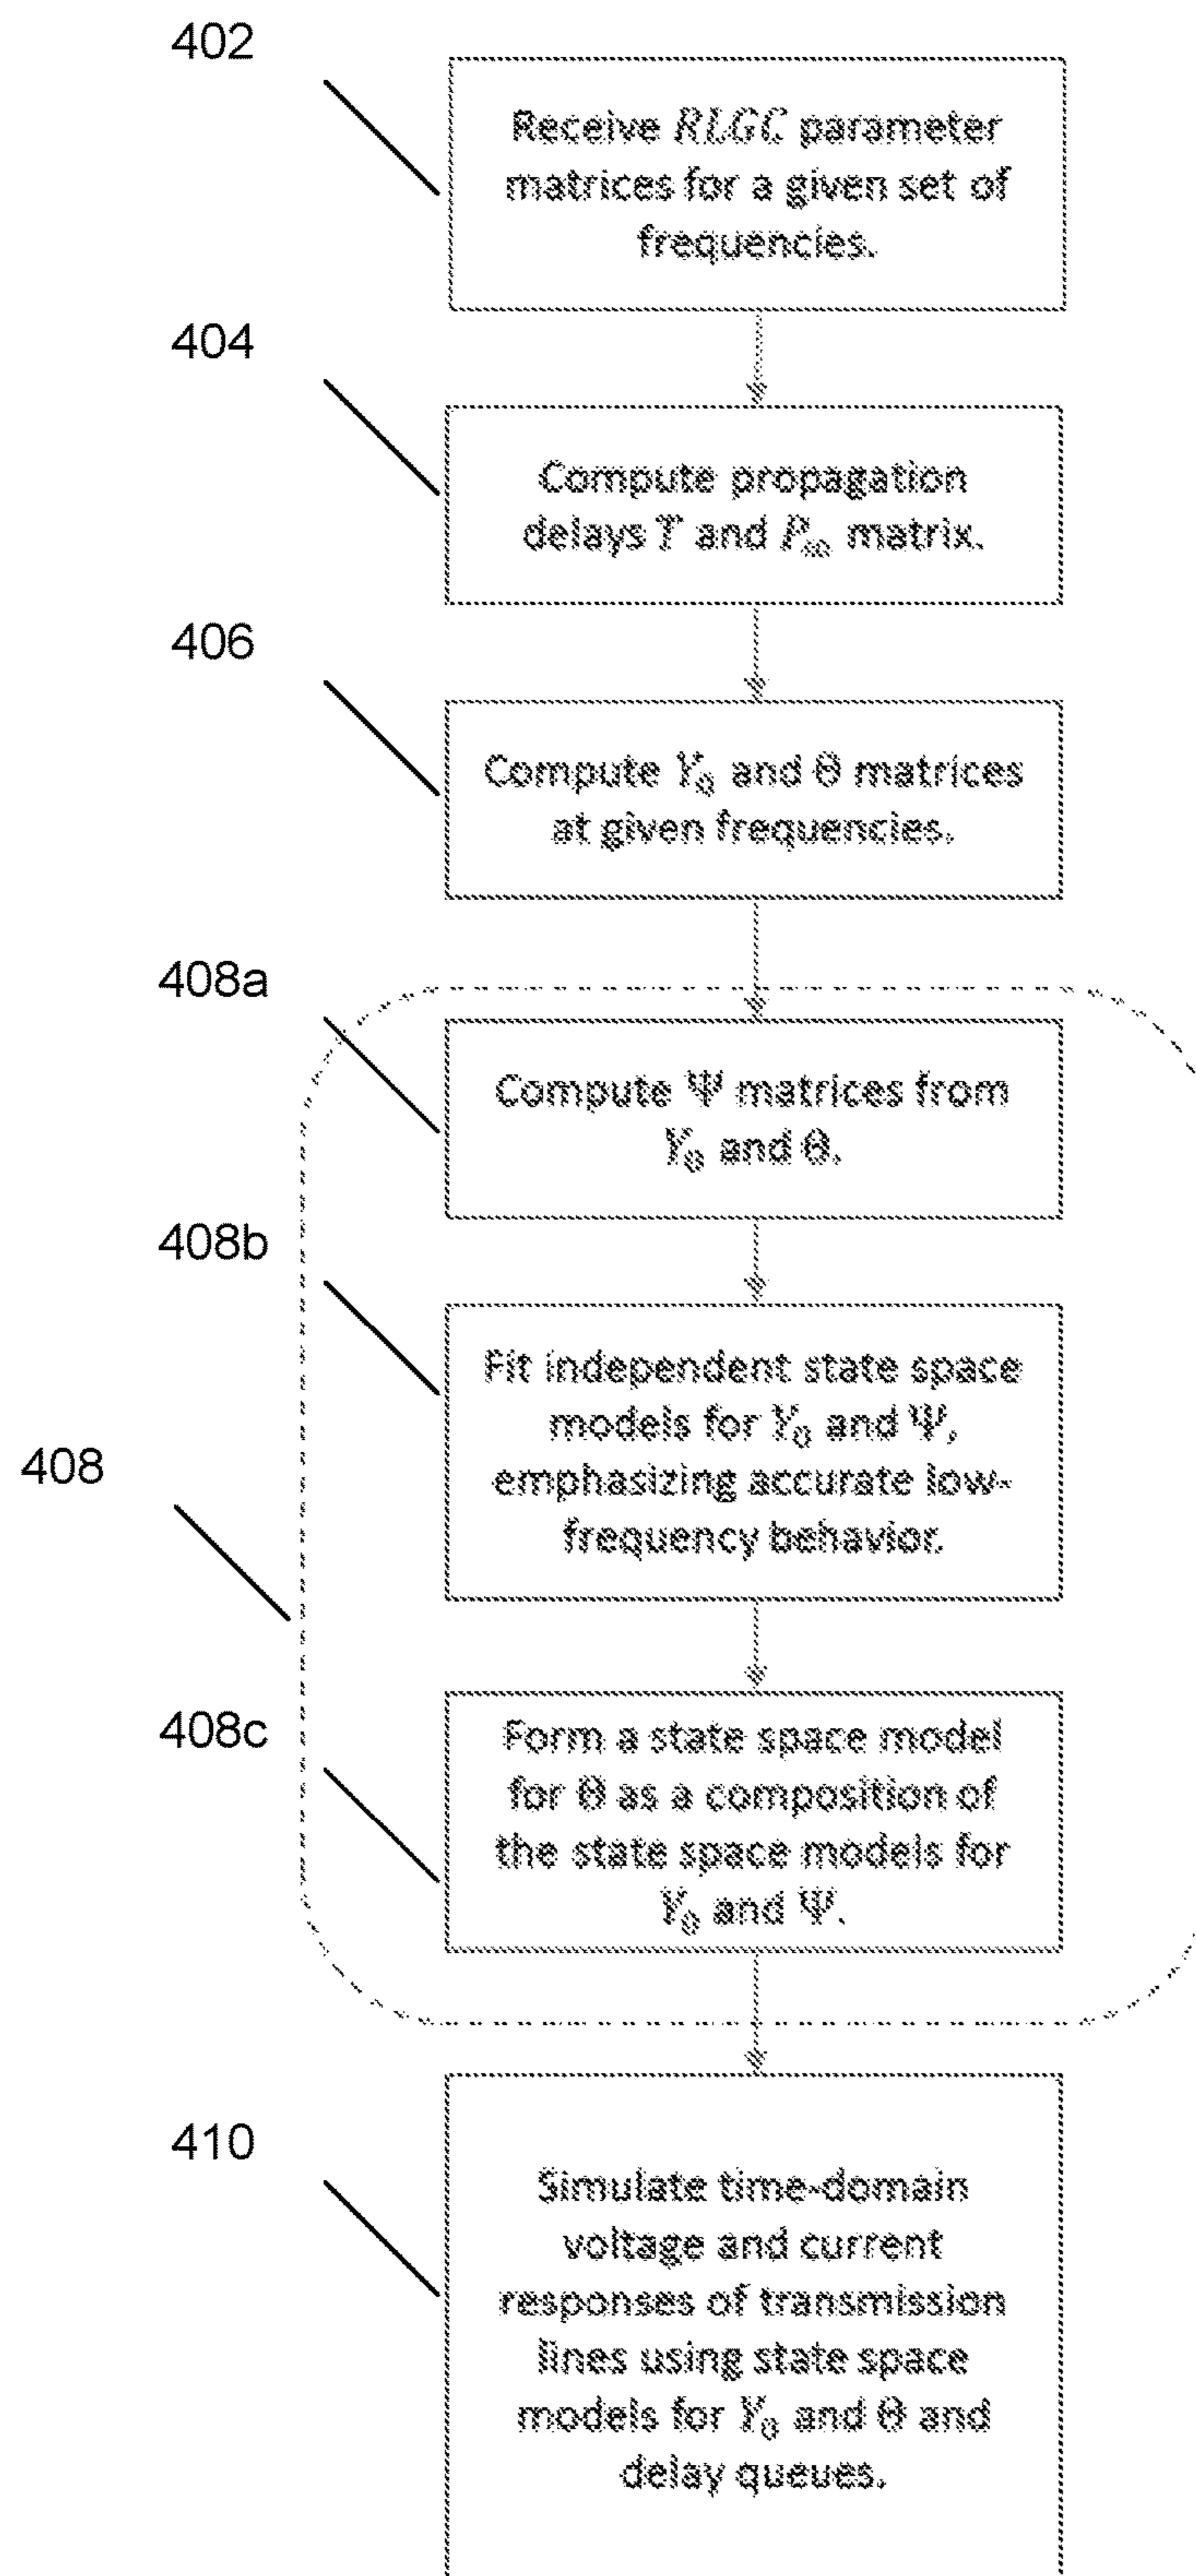 402
Receive RLGC parameter
matrices for a given set of
frequencies.
404
Compute propagation
delays T and P∞ matrix.
406
Compute Y₀ and Θ matrices
at given frequencies.
408a
Compute Ψ matrices from
Y₀ and Θ.
408b
Fit independent state space
models for Y₀ and Ψ,
emphasizing accurate low-
frequency behavior.
408
408c
Form a state space model
for Θ as a composition of
the state space models for
Y₀ and Ψ.
410
Simulate time-domain
voltage and current
responses of transmission
lines using state space
models for Y₀ and Θ and
delay queues.